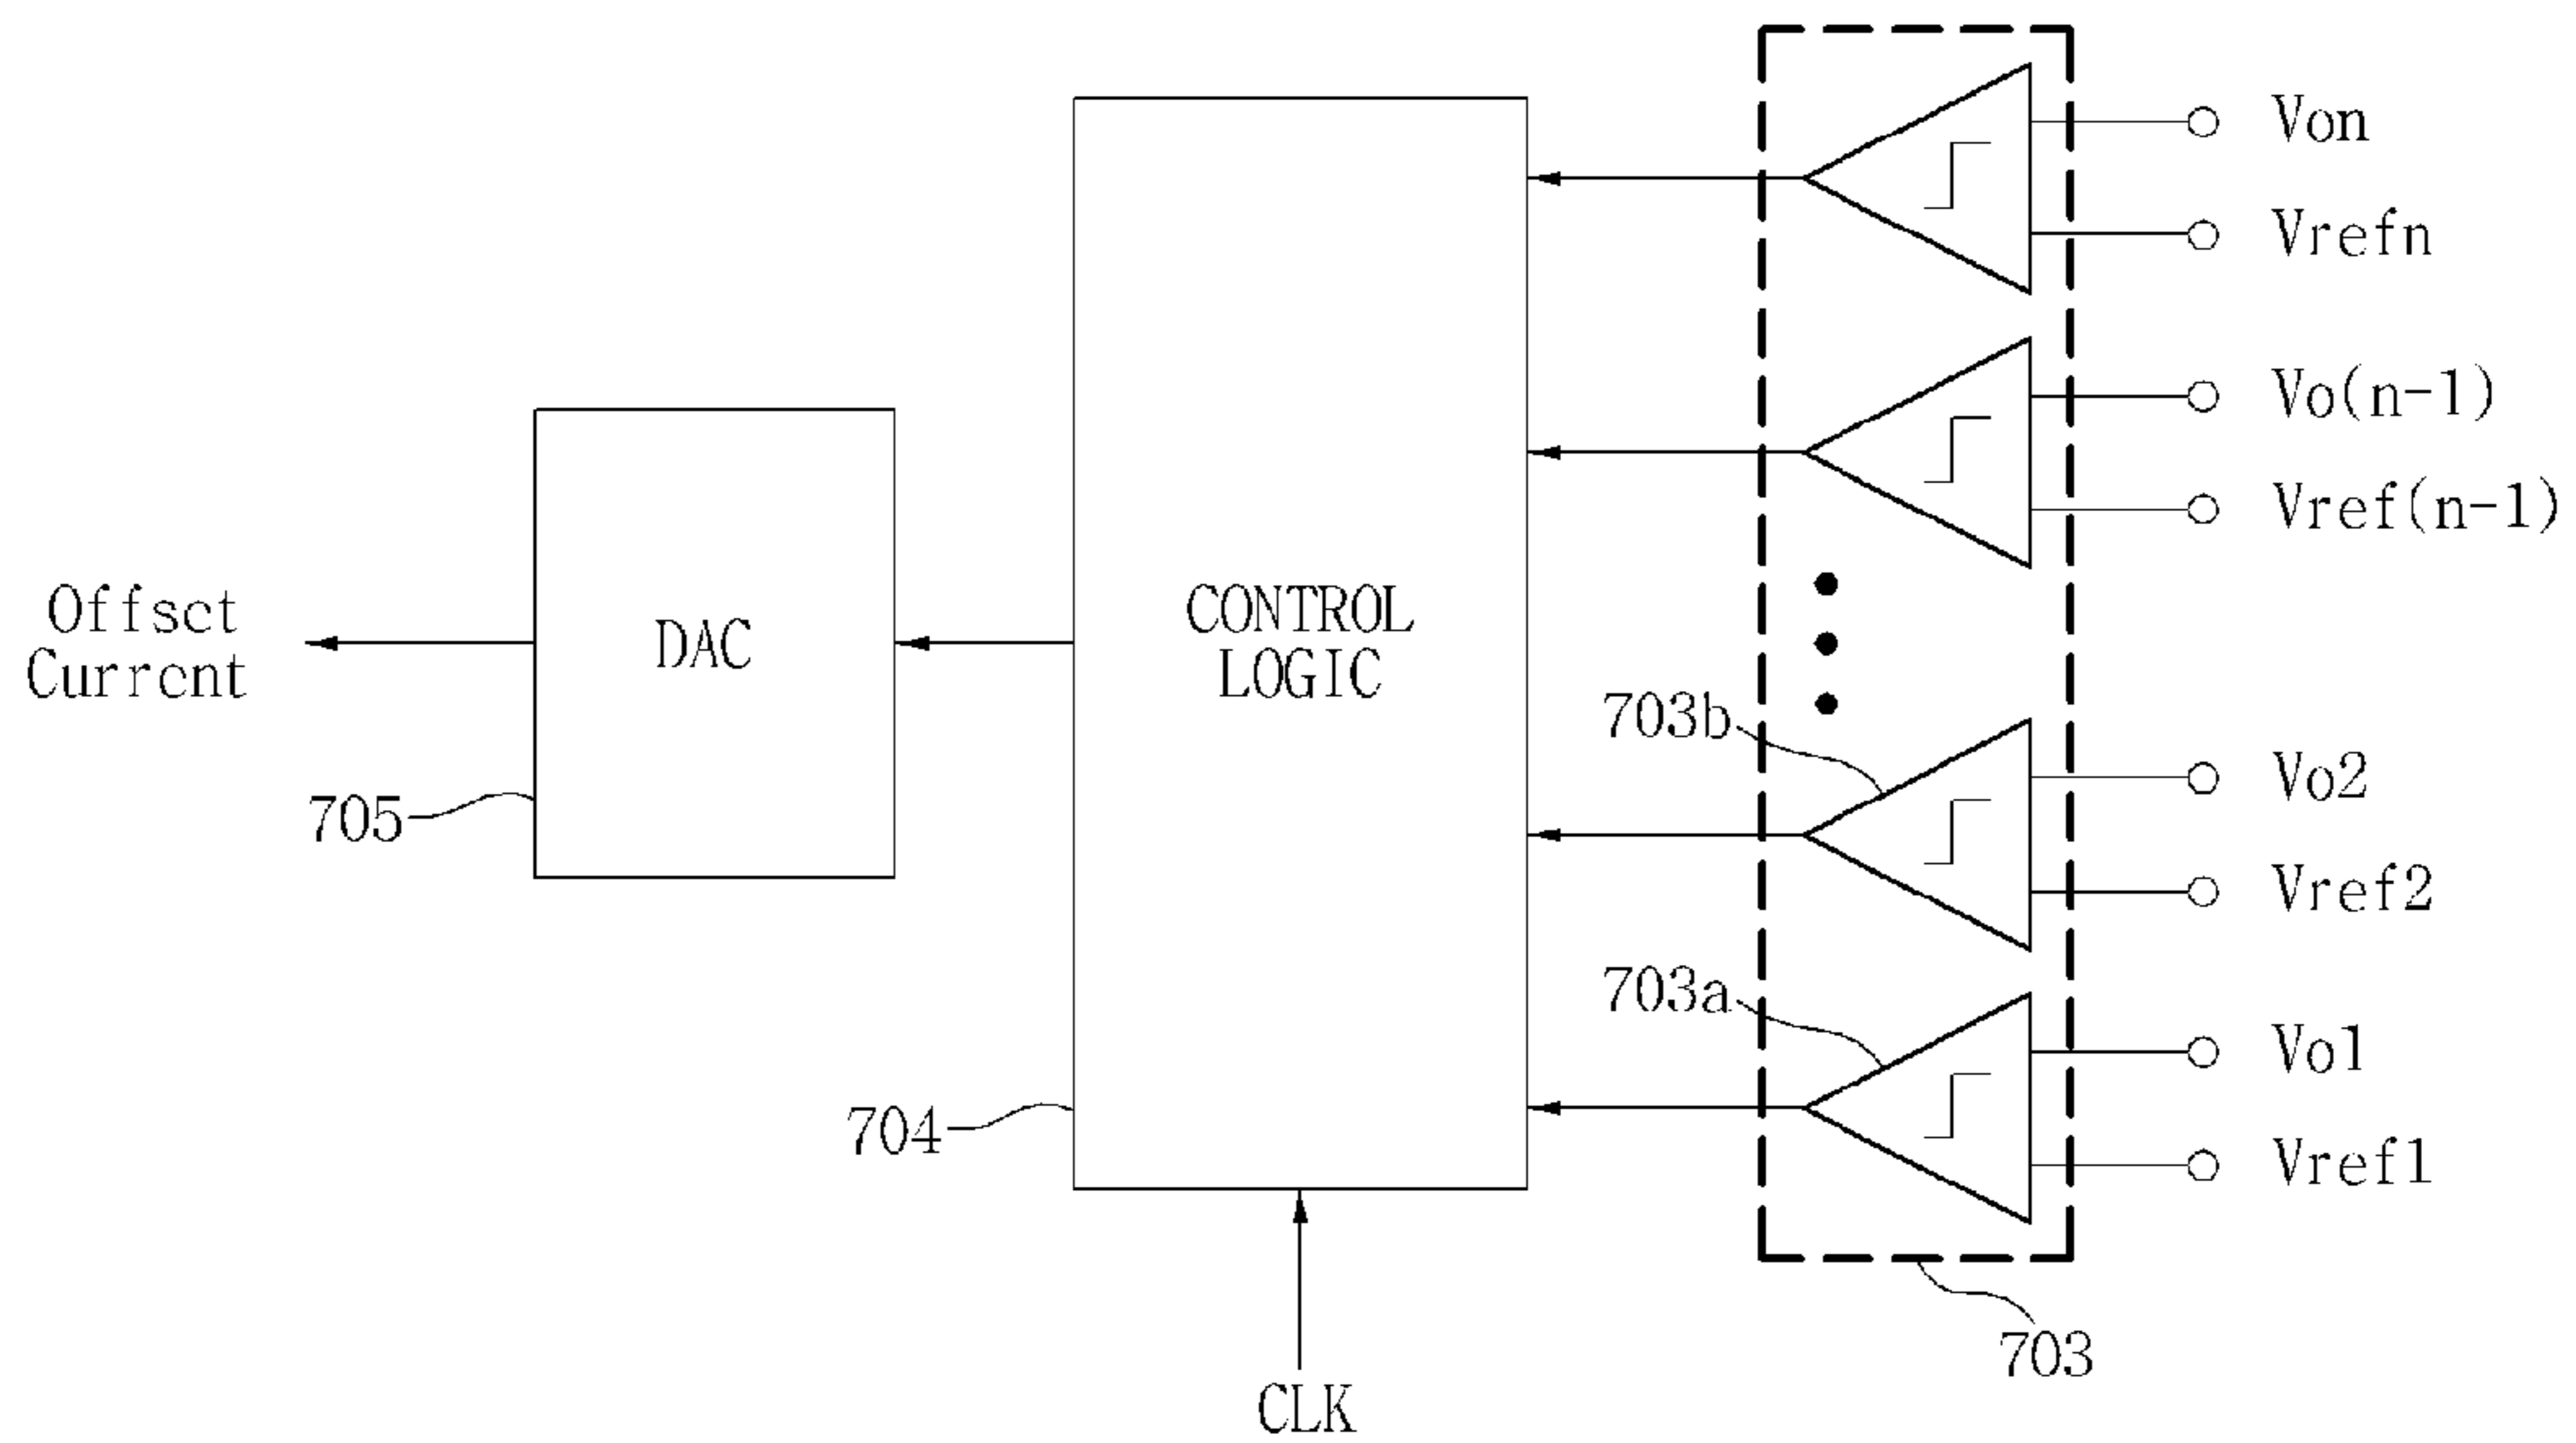 Von
Vrefn
Vo(n-1)
Vref(n-1)
Offset
Current
DAC
CONTROL
LOGIC
703b
Vo2
705
Vref2
703a
Vo1
704
Vref1
703
CLK